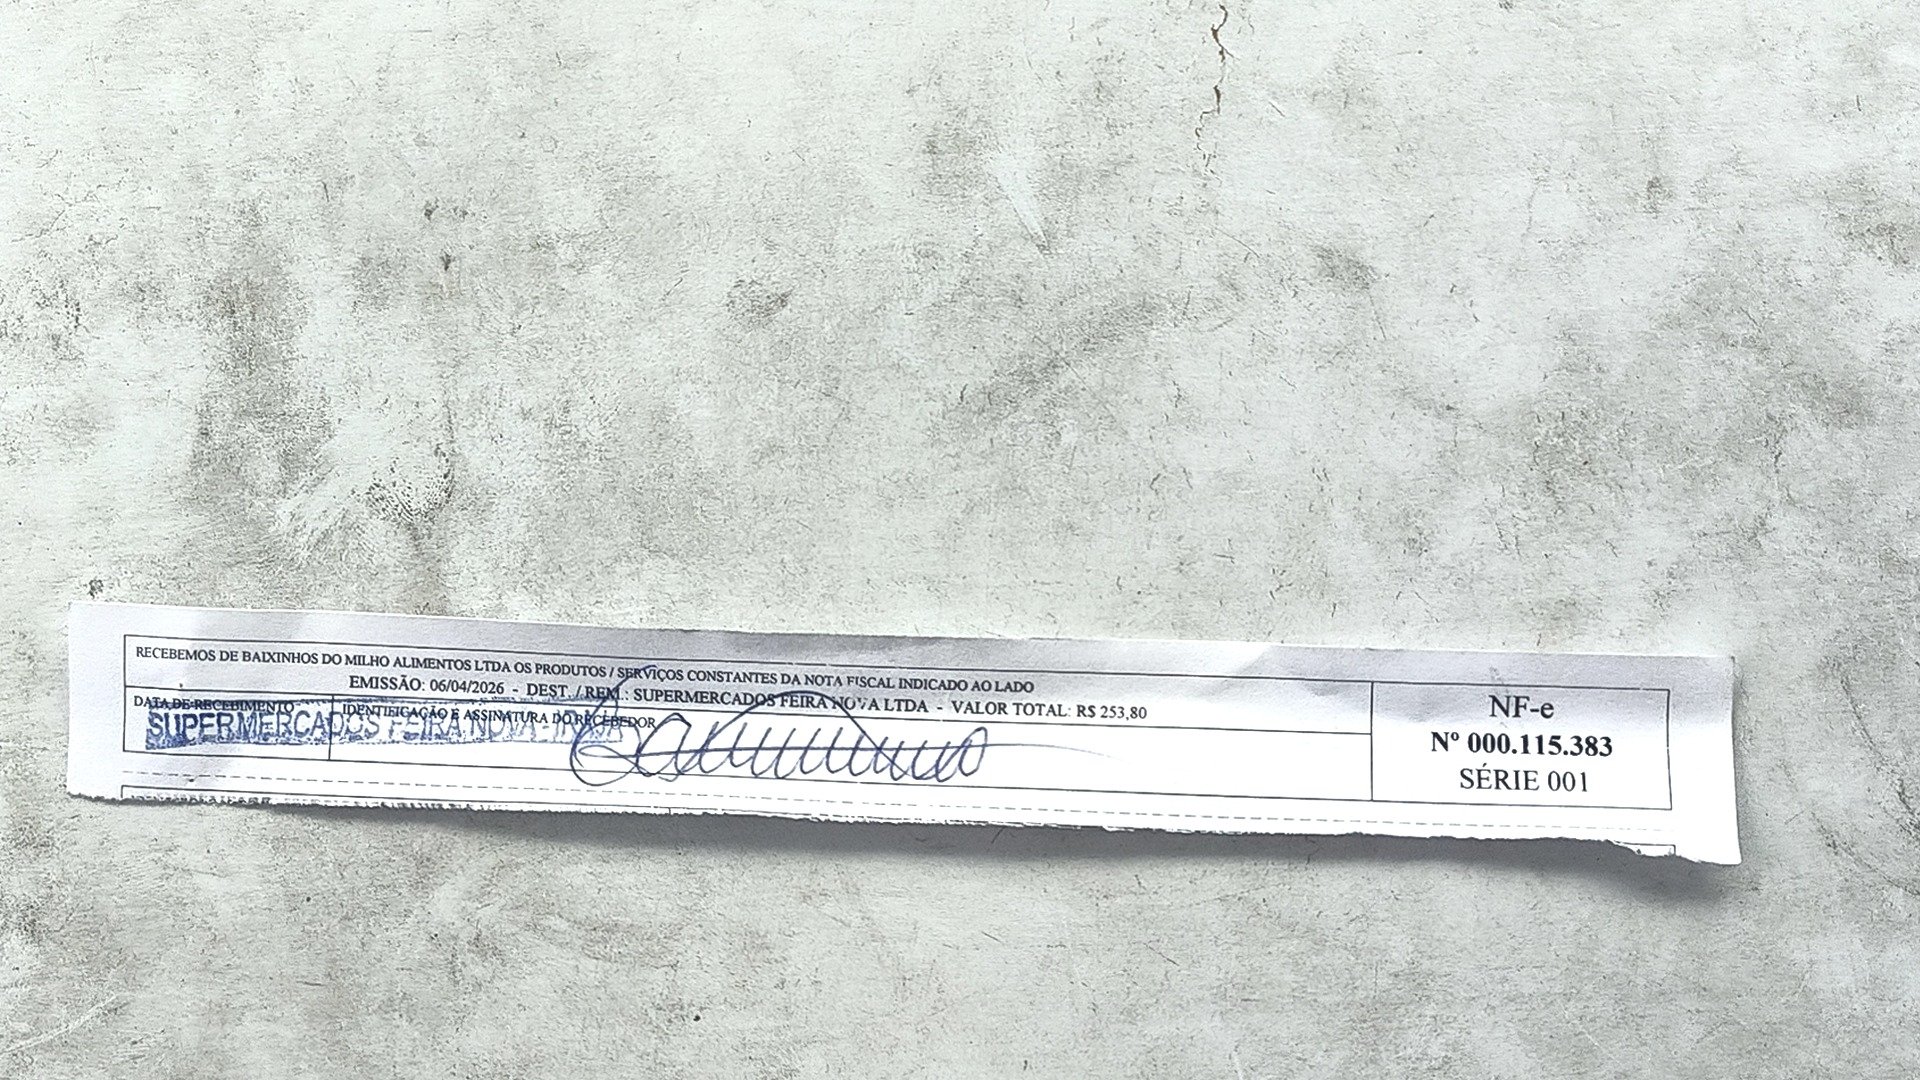 RECEBEMOS DE BAIXINHOS DO MILHO ALIMENTOS LTDA OS PRODUTOS / SERVIÇOS CONSTANTES DA NOTA FISCAL INDICADO AO LADO
EMISSÃO: 06/04/2026 - DEST. / REM.: SUPERMERCADOS FEIRA NOVA LTDA - VALOR TOTAL: R$ 253,80
DATA DE RECEBIMENTO
IDENTIFICAÇÃO E ASSINATURA DO RECEBEDOR
SUPERMERCADOS FEIRA NOVA-IRAJA
NF-e
Nº 000.115.383
SÉRIE 001